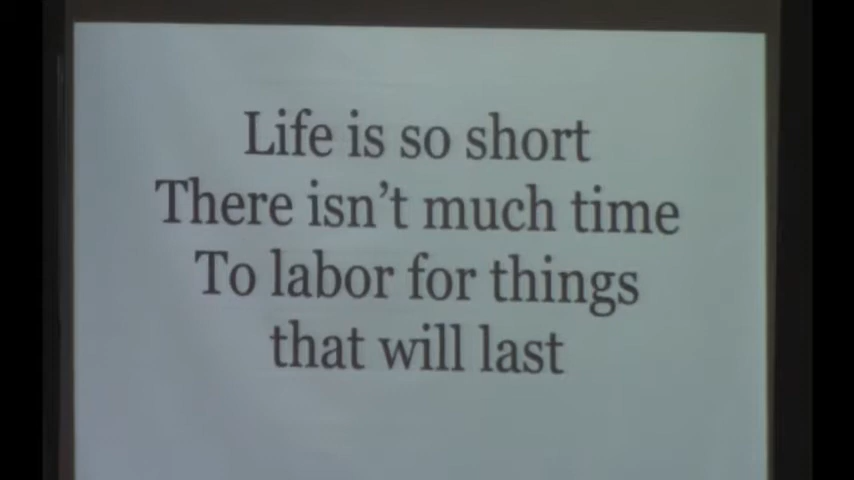 Life is so short
There isn't much time
To labor for things
that will last